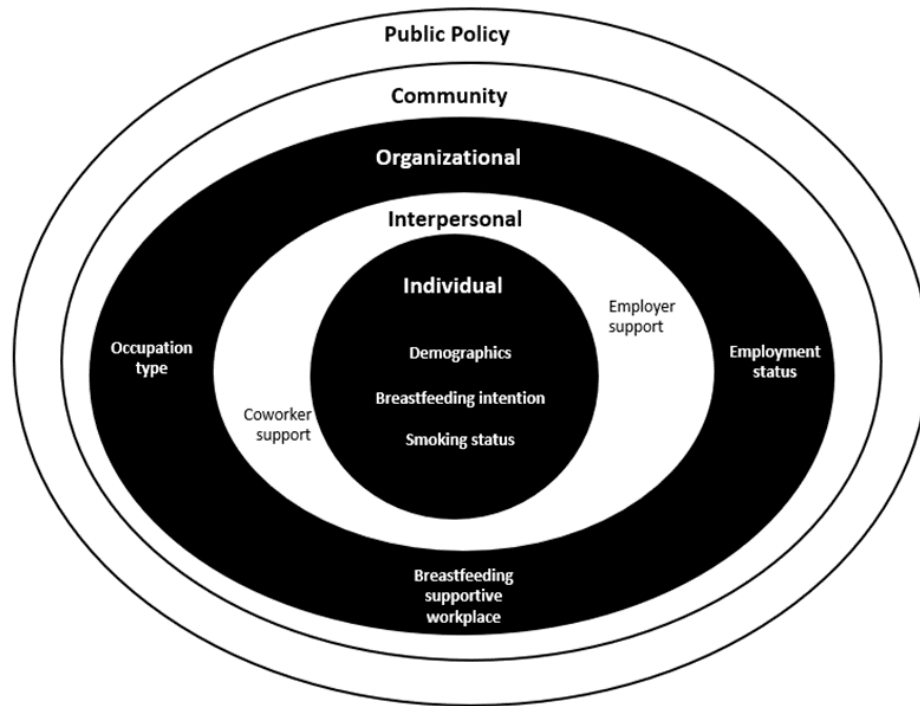 Public Policy
Community
Organizational
Interpersonal
Individual
Employer
support
Occupation
type
Demographics
Employment
status
Breastfeeding intention
Coworker
support
Smoking status
Breastfeeding
supportive
workplace